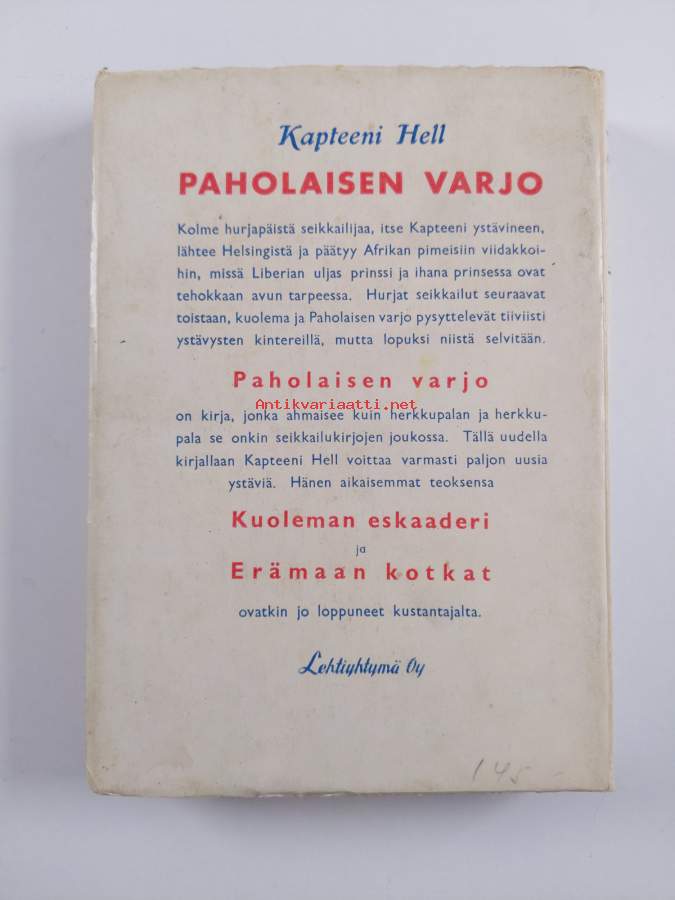 Kapteeni Hell
PAHOLAISEN VARJO
Kolme hurjapäistä seikkailijaa, itse Kapteeni ystävineen,
lähtee Helsingistä ja päätyy Afrikan pimeisiin viidakkoi-
hin, missä Liberian uljas prinssi ja ihana prinsessa ovat
tehokkaan avun tarpeessa. Hurjat seikkailut seuraavat
toistaan, kuolema ja Paholaisen varjo pysyttelevät tiiviisti
ystävysten kintereillä, mutta lopuksi niistä selvitään.
Paholaisen varjo
Antikvariaatti.net
on kirja, jonka ahmaisee kuin herkkupalan ja herkku-
pala se onkin seikkailukirjojen joukossa. Tällä uudella
kirjallaan Kapteeni Hell voittaa varmasti paljon uusia
ystäviä. Hänen aikaisemmat teoksensa
Kuoleman eskaaderi
ja
Erämaan kotkat
ovatkin jo loppuneet kustantajalta.
Lehtiyhtymä Oy
145 -